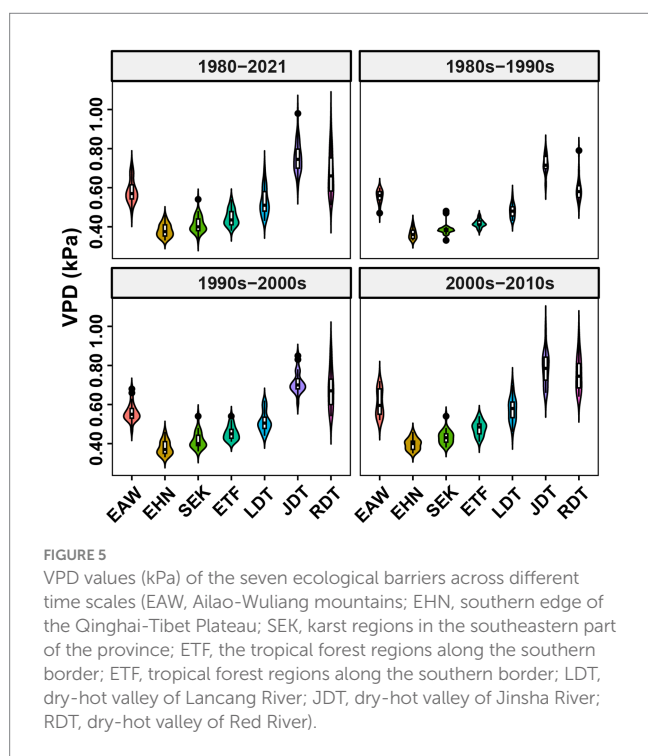 1980-2021
1980s-1990s
VPD (kPa)
0.40 0.60 0.80 1.00
1990s-2000s
2000s-2010s
0.40 0.60 0.80 1.00
EAW EHN SEK ETF LDT JDT RDT
EAW EHN SEK ETF LDT JDT RDT
FIGURE 5
VPD values (kPa) of the seven ecological barriers across different
time scales (EAW, Ailao-Wuliang mountains; EHN, southern edge of
the Qinghai-Tibet Plateau; SEK, karst regions in the southeastern part
of the province; ETF, the tropical forest regions along the southern
border; ETF, tropical forest regions along the southern border; LDT,
dry-hot valley of Lancang River; JDT, dry-hot valley of Jinsha River;
RDT, dry-hot valley of Red River).